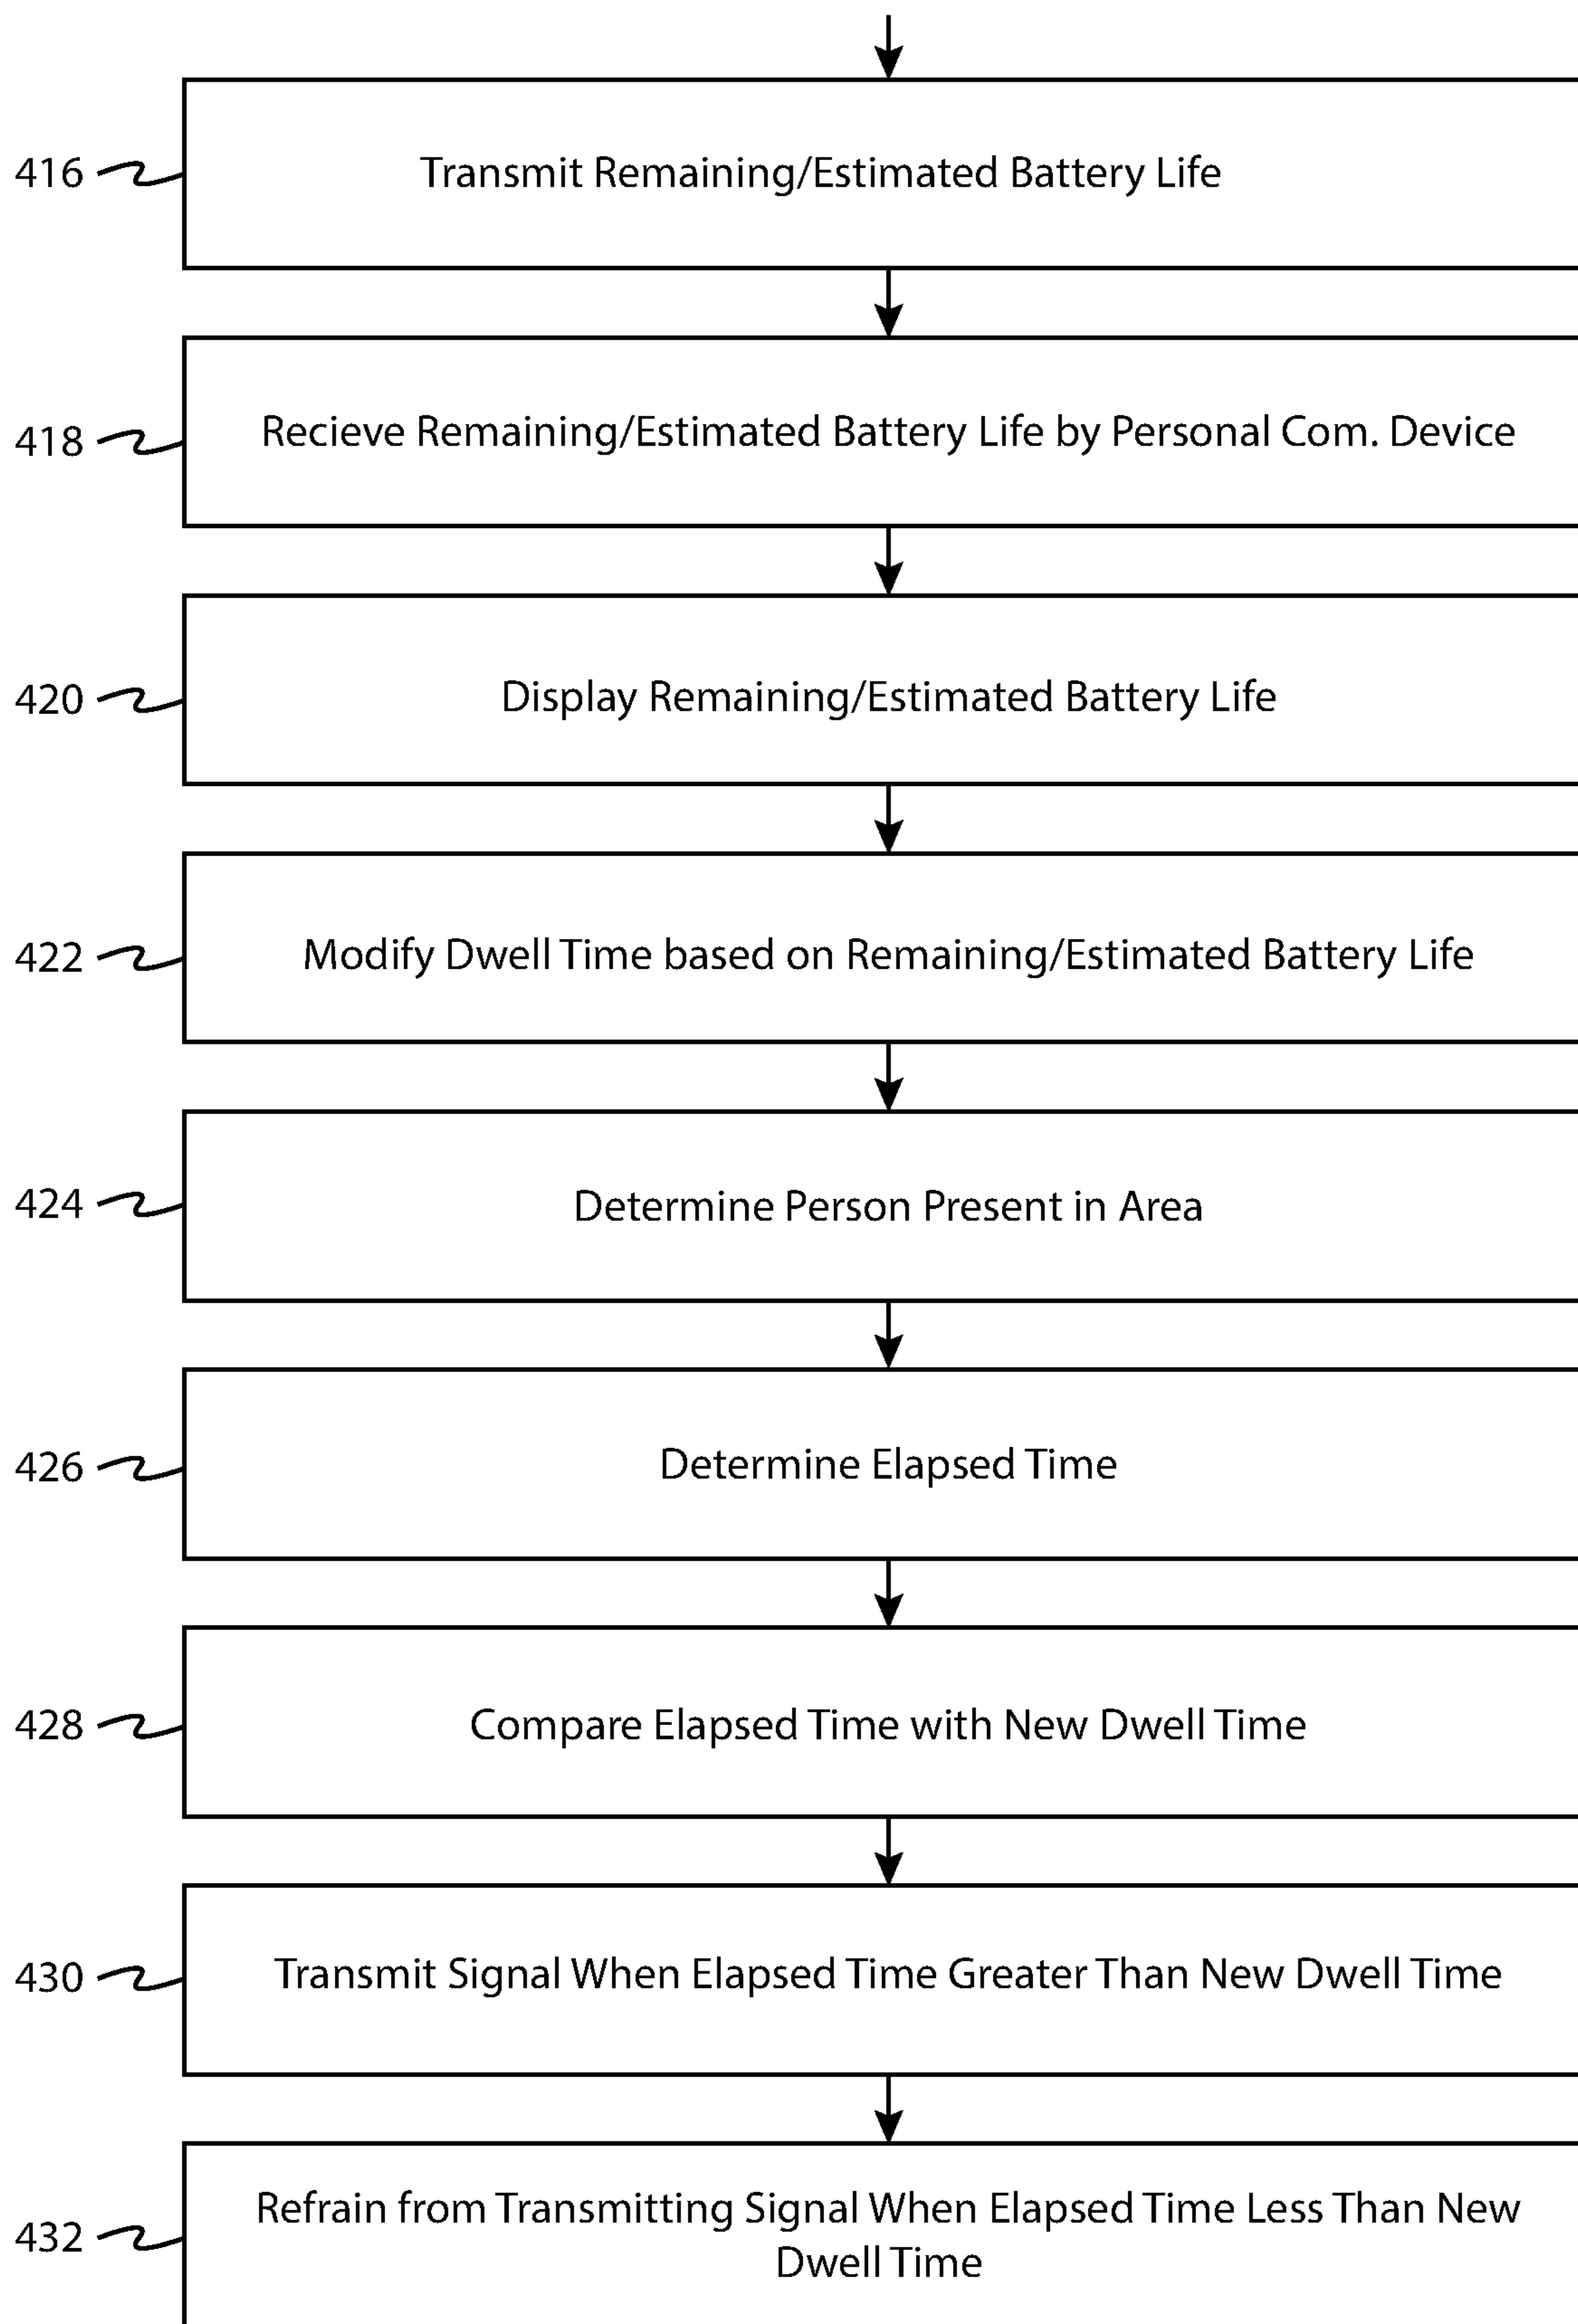 416 Transmit Remaining/Estimated Battery Life
418 Recieve Remaining/Estimated Battery Life by Personal Com. Device
420 Display Remaining/Estimated Battery Life
422 Modify Dwell Time based on Remaining/Estimated Battery Life
424 Determine Person Present in Area
426 Determine Elapsed Time
428 Compare Elapsed Time with New Dwell Time
430 Transmit Signal When Elapsed Time Greater Than New Dwell Time
432 Refrain from Transmitting Signal When Elapsed Time Less Than New
Dwell Time